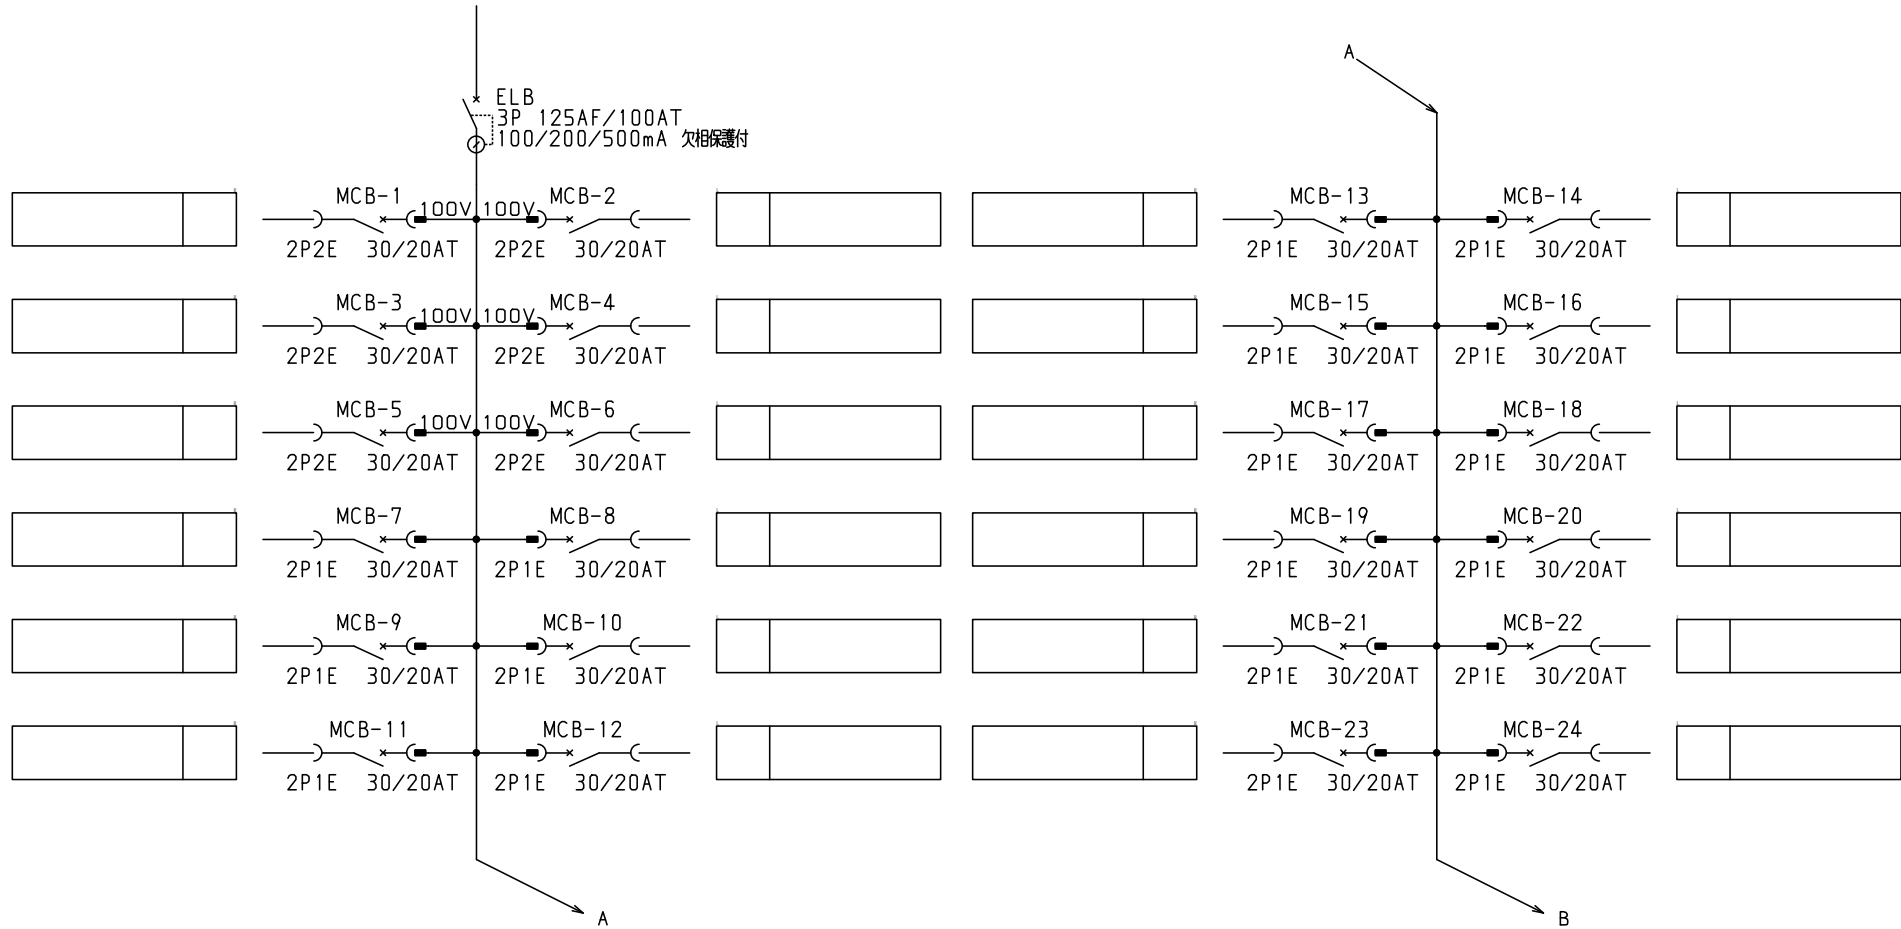 A
ELB
3P 125AF/100AT
100/200/500mA 欠相保護付
MCB-1 100V 100V MCB-2 MCB-13 MCB-14
2P2E 30/20AT 2P2E 30/20AT 2P1E 30/20AT 2P1E 30/20AT
MCB-3 100V 100V MCB-4 MCB-15 MCB-16
2P2E 30/20AT 2P2E 30/20AT 2P1E 30/20AT 2P1E 30/20AT
MCB-5 100V 100V MCB-6 MCB-17 MCB-18
2P2E 30/20AT 2P2E 30/20AT 2P1E 30/20AT 2P1E 30/20AT
MCB-7 MCB-8 MCB-19 MCB-20
2P1E 30/20AT 2P1E 30/20AT 2P1E 30/20AT 2P1E 30/20AT
MCB-9 MCB-10 MCB-21 MCB-22
2P1E 30/20AT 2P1E 30/20AT 2P1E 30/20AT 2P1E 30/20AT
MCB-11 MCB-12 MCB-23 MCB-24
2P1E 30/20AT 2P1E 30/20AT 2P1E 30/20AT 2P1E 30/20AT
A B